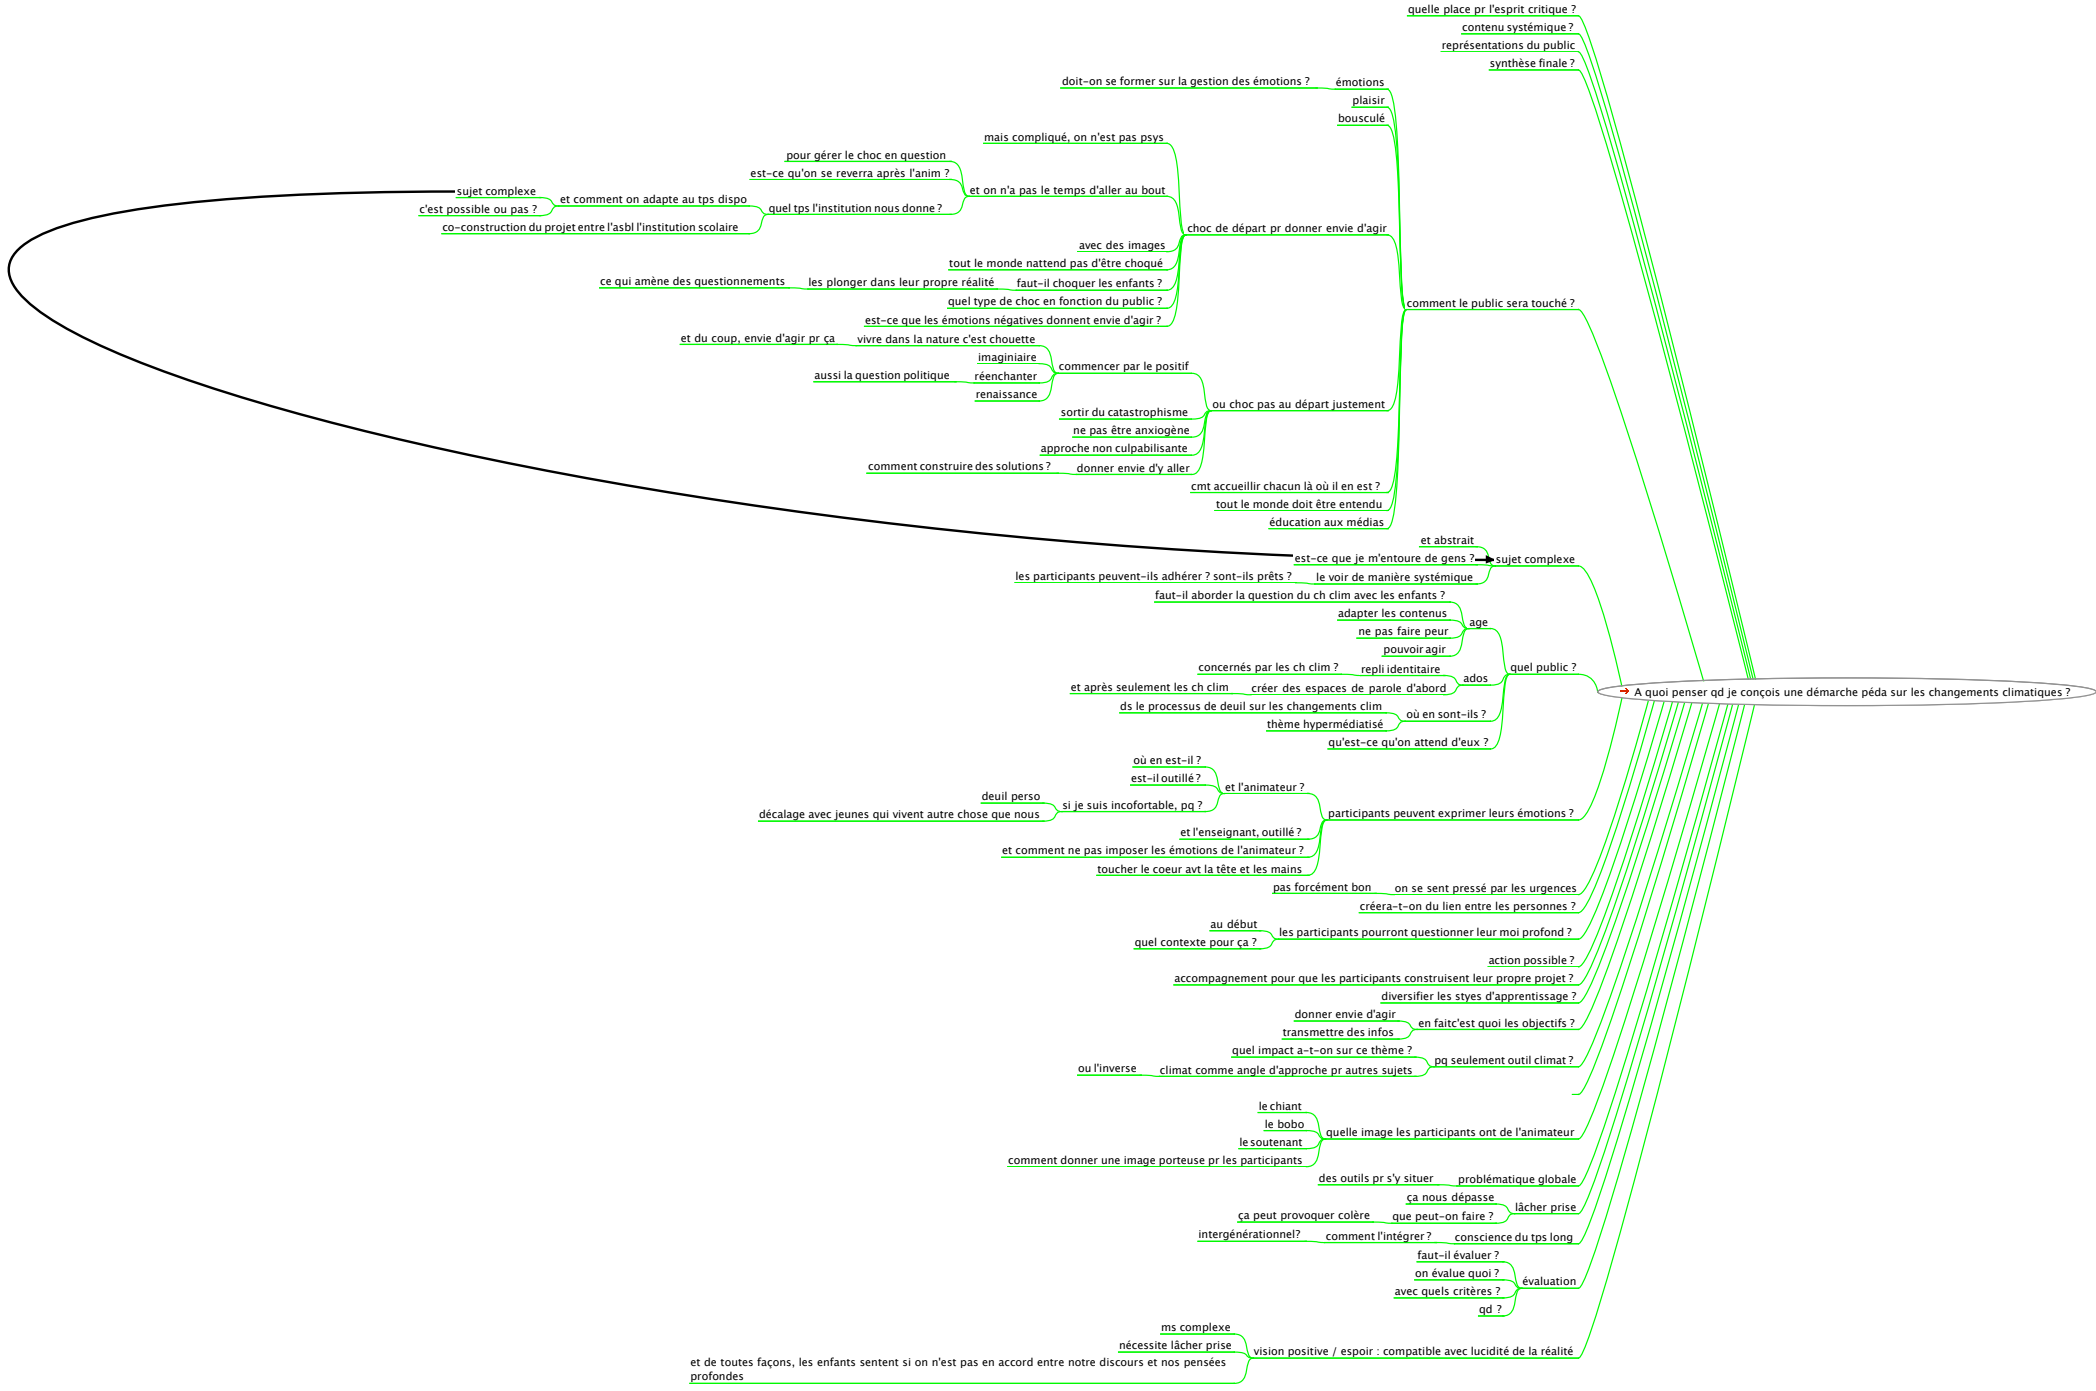 quelle place pr l'esprit critique ?
contenu systémique ?
représentations du public
synthèse finale ?
doit-on se former sur la gestion des émotions ?
émotions
plaisir
bousculé
mais compliqué, on n'est pas psys
pour gérer le choc en question
est-ce qu'on se reverra après l'anim ?
et on n'a pas le temps d'aller au bout
sujet complexe
c'est possible ou pas ?
et comment on adapte au tps dispo
quel tps l'institution nous donne ?
co-construction du projet entre l'asbl l'institution scolaire
choc de départ pr donner envie d'agir
avec des images
tout le monde nattend pas d'être choqué
ce qui amène des questionnements
les plonger dans leur propre réalité
faut-il choquer les enfants ?
quel type de choc en fonction du public ?
est-ce que les émotions négatives donnent envie d'agir ?
comment le public sera touché ?
et du coup, envie d'agir pr ça
vivre dans la nature c'est chouette
imaginiaire
commencer par le positif
aussi la question politique
réenchanter
renaissance
ou choc pas au départ justement
sortir du catastrophisme
ne pas être anxiogène
approche non culpabilisante
comment construire des solutions ?
donner envie d'y aller
cmt accueillir chacun là où il en est ?
tout le monde doit être entendu
éducation aux médias
et abstrait
est-ce que je m'entoure de gens ?
sujet complexe
les participants peuvent-ils adhérer ? sont-ils prêts ?
le voir de manière systémique
faut-il aborder la question du ch clim avec les enfants ?
adapter les contenus
age
ne pas faire peur
pouvoir agir
quel public ?
concernés par les ch clim ?
repli identitaire
ados
et après seulement les ch clim
créer des espaces de parole d'abord
ds le processus de deuil sur les changements clim
où en sont-ils ?
thème hypermédiatisé
qu'est-ce qu'on attend d'eux ?
→ A quoi penser qd je conçois une démarche péda sur les changements climatiques ?
où en est-il ?
est-il outillé ?
et l'animateur ?
deuil perso
si je suis incofortable, pq ?
décalage avec jeunes qui vivent autre chose que nous
participants peuvent exprimer leurs émotions ?
et l'enseignant, outillé ?
et comment ne pas imposer les émotions de l'animateur ?
toucher le coeur avt la tête et les mains
pas forcément bon
on se sent pressé par les urgences
créera-t-on du lien entre les personnes ?
au début
les participants pourront questionner leur moi profond ?
quel contexte pour ça ?
action possible ?
accompagnement pour que les participants construisent leur propre projet ?
diversifier les styes d'apprentissage ?
donner envie d'agir
en faitc'est quoi les objectifs ?
transmettre des infos
quel impact a-t-on sur ce thème ?
pq seulement outil climat ?
ou l'inverse
climat comme angle d'approche pr autres sujets
le chiant
le bobo
quelle image les participants ont de l'animateur
le soutenant
comment donner une image porteuse pr les participants
des outils pr s'y situer
problématique globale
ça nous dépasse
lâcher prise
ça peut provoquer colère
que peut-on faire ?
intergénérationnel?
comment l'intégrer ?
conscience du tps long
faut-il évaluer ?
on évalue quoi ?
évaluation
avec quels critères ?
qd ?
ms complexe
nécessite lâcher prise
vision positive / espoir : compatible avec lucidité de la réalité
et de toutes façons, les enfants sentent si on n'est pas en accord entre notre discours et nos pensées
profondes